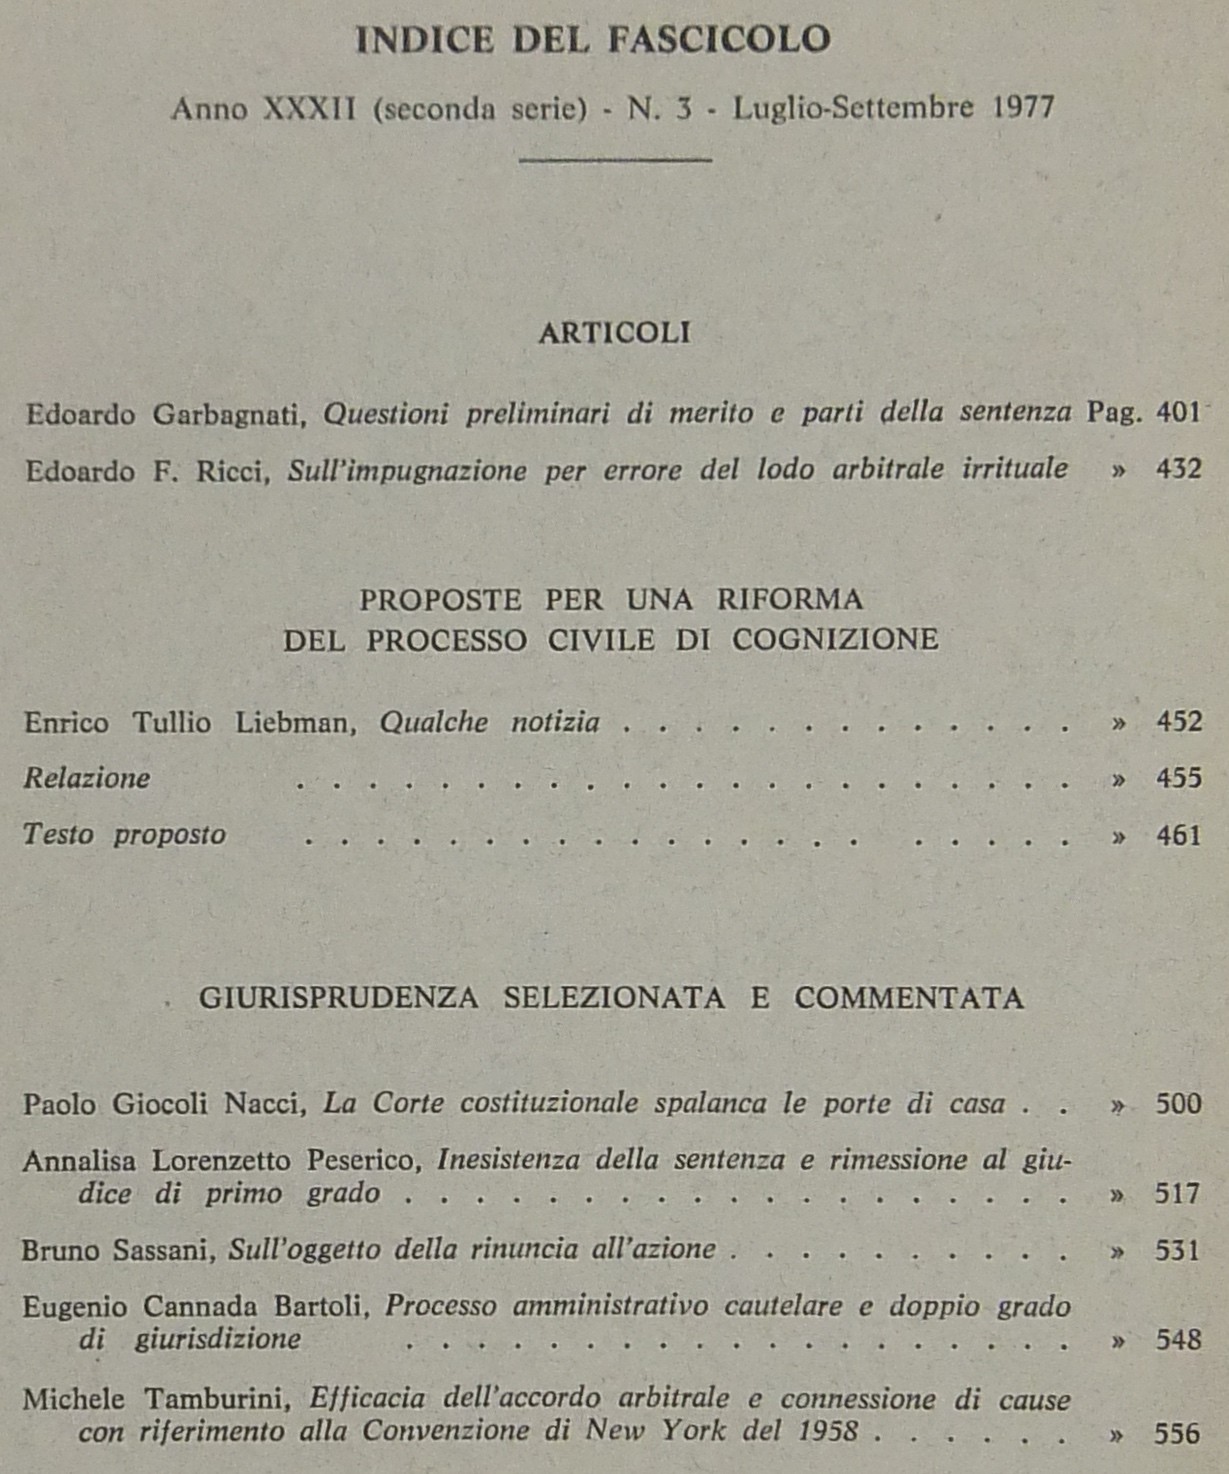 INDICE DEL FASCICOLO
Anno XXXII (seconda serie) - N. 3 - Luglio-Settembre 1977
ARTICOLI
Edoardo Garbagnati, Questioni preliminari di merito e parti della sentenza Pag. 401
Edoardo F. Ricci, Sull'impugnazione per errore del lodo arbitrale irrituale » 432
PROPOSTE PER UNA RIFORMA
DEL PROCESSO CIVILE DI COGNIZIONE
Enrico Tullio Liebman, Qualche notizia . . . . . . . . . . . . . » 452
Relazione . . . . . . . . . . . . . . . . . . . . . . » 455
Testo proposto . . . . . . . . . . . . . . . . . . . . . » 461
GIURISPRUDENZA SELEZIONATA E COMMENTATA
Paolo Giocoli Nacci, La Corte costituzionale spalanca le porte di casa . . » 500
Annalisa Lorenzetto Peserico, Inesistenza della sentenza e rimessione al giu-
dice di primo grado . . . . . . . . . . . . . . . . . . . » 517
Bruno Sassani, Sull'oggetto della rinuncia all'azione . . . . . . . . . . » 531
Eugenio Cannada Bartoli, Processo amministrativo cautelare e doppio grado
di giurisdizione . . . . . . . . . . . . . . . . . . . » 548
Michele Tamburini, Efficacia dell'accordo arbitrale e connessione di cause
con riferimento alla Convenzione di New York del 1958 . . . . . . » 556